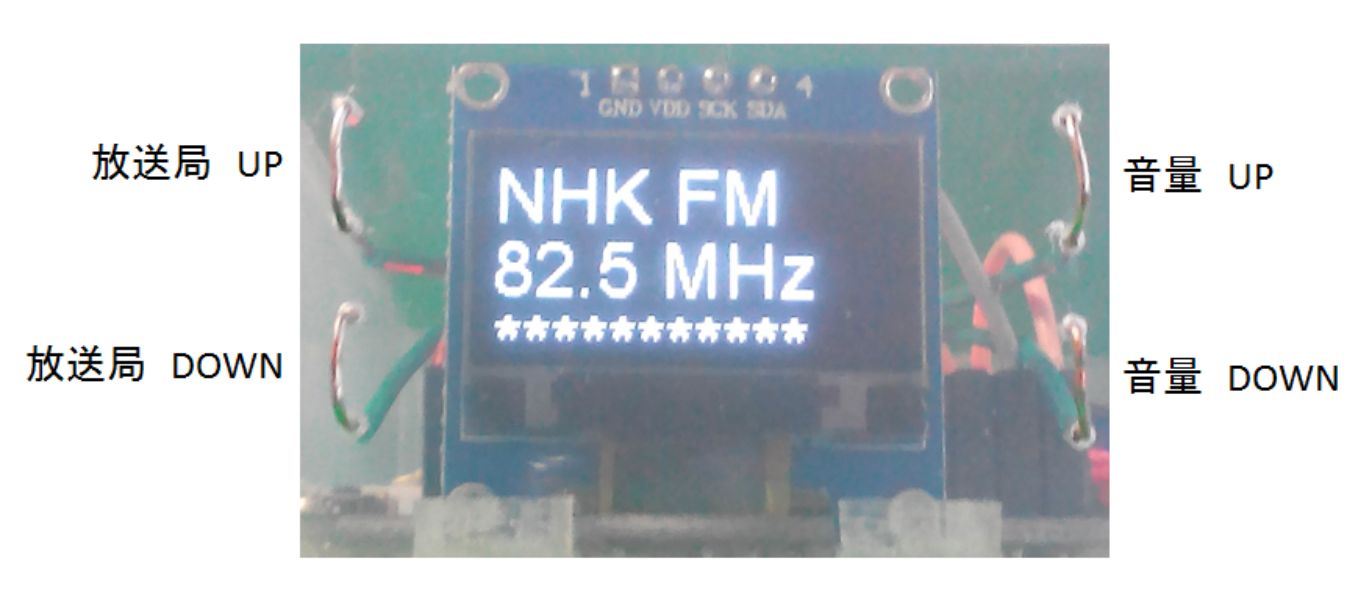 1 GND VDD SCK SDA 4
放送局 UP
音量 UP
NHK FM
82.5 MHz
***********
放送局 DOWN
音量 DOWN